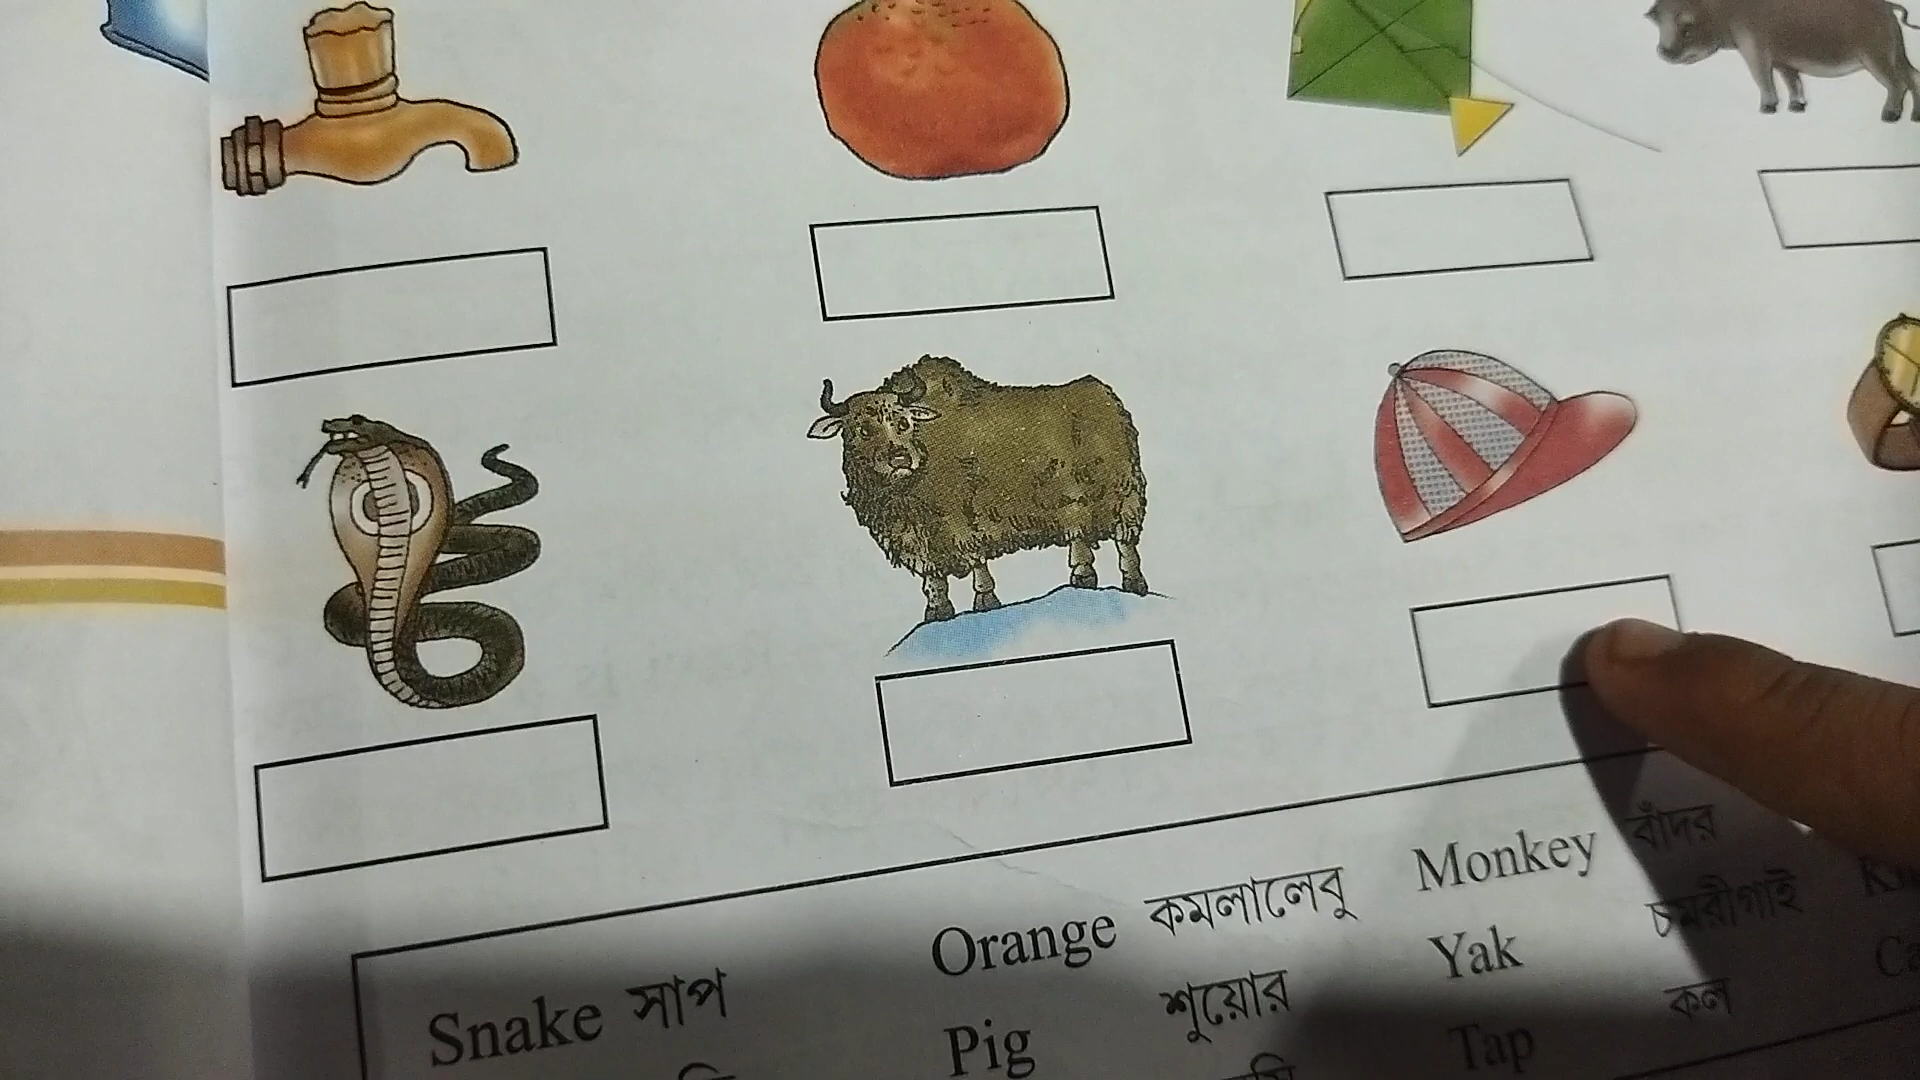 Snake সাপ Orange কমলালেবু Monkey বাঁদর
Pig শুয়োর Yak চমরীগাই
Tap কল